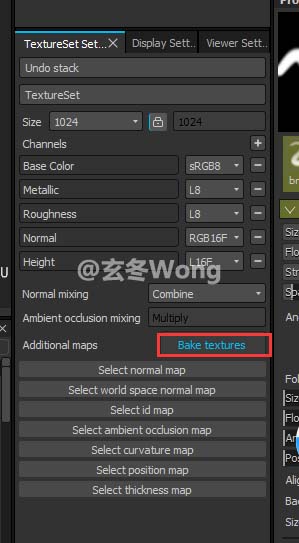 Pro
TextureSet Set... × Display Sett.. Viewer Sett..
Undo stack
TextureSet
Size 1024 1024
Channels +
Base Color sRGB8 −
Metallic L8 −
Roughness L8 −
Normal RGB16F −
Height L16F −
@玄冬Wong
Normal mixing Combine
Ambient occlusion mixing Multiply
Additional maps Bake textures
Select normal map
Select world space normal map
Select id map
Select ambient occlusion map
Select curvature map
Select position map
Select thickness map
U
br
Siz
Flo
Str
Spa
An
Fol
Siz
Flo
An
Pos
Alig
Bac
Siz